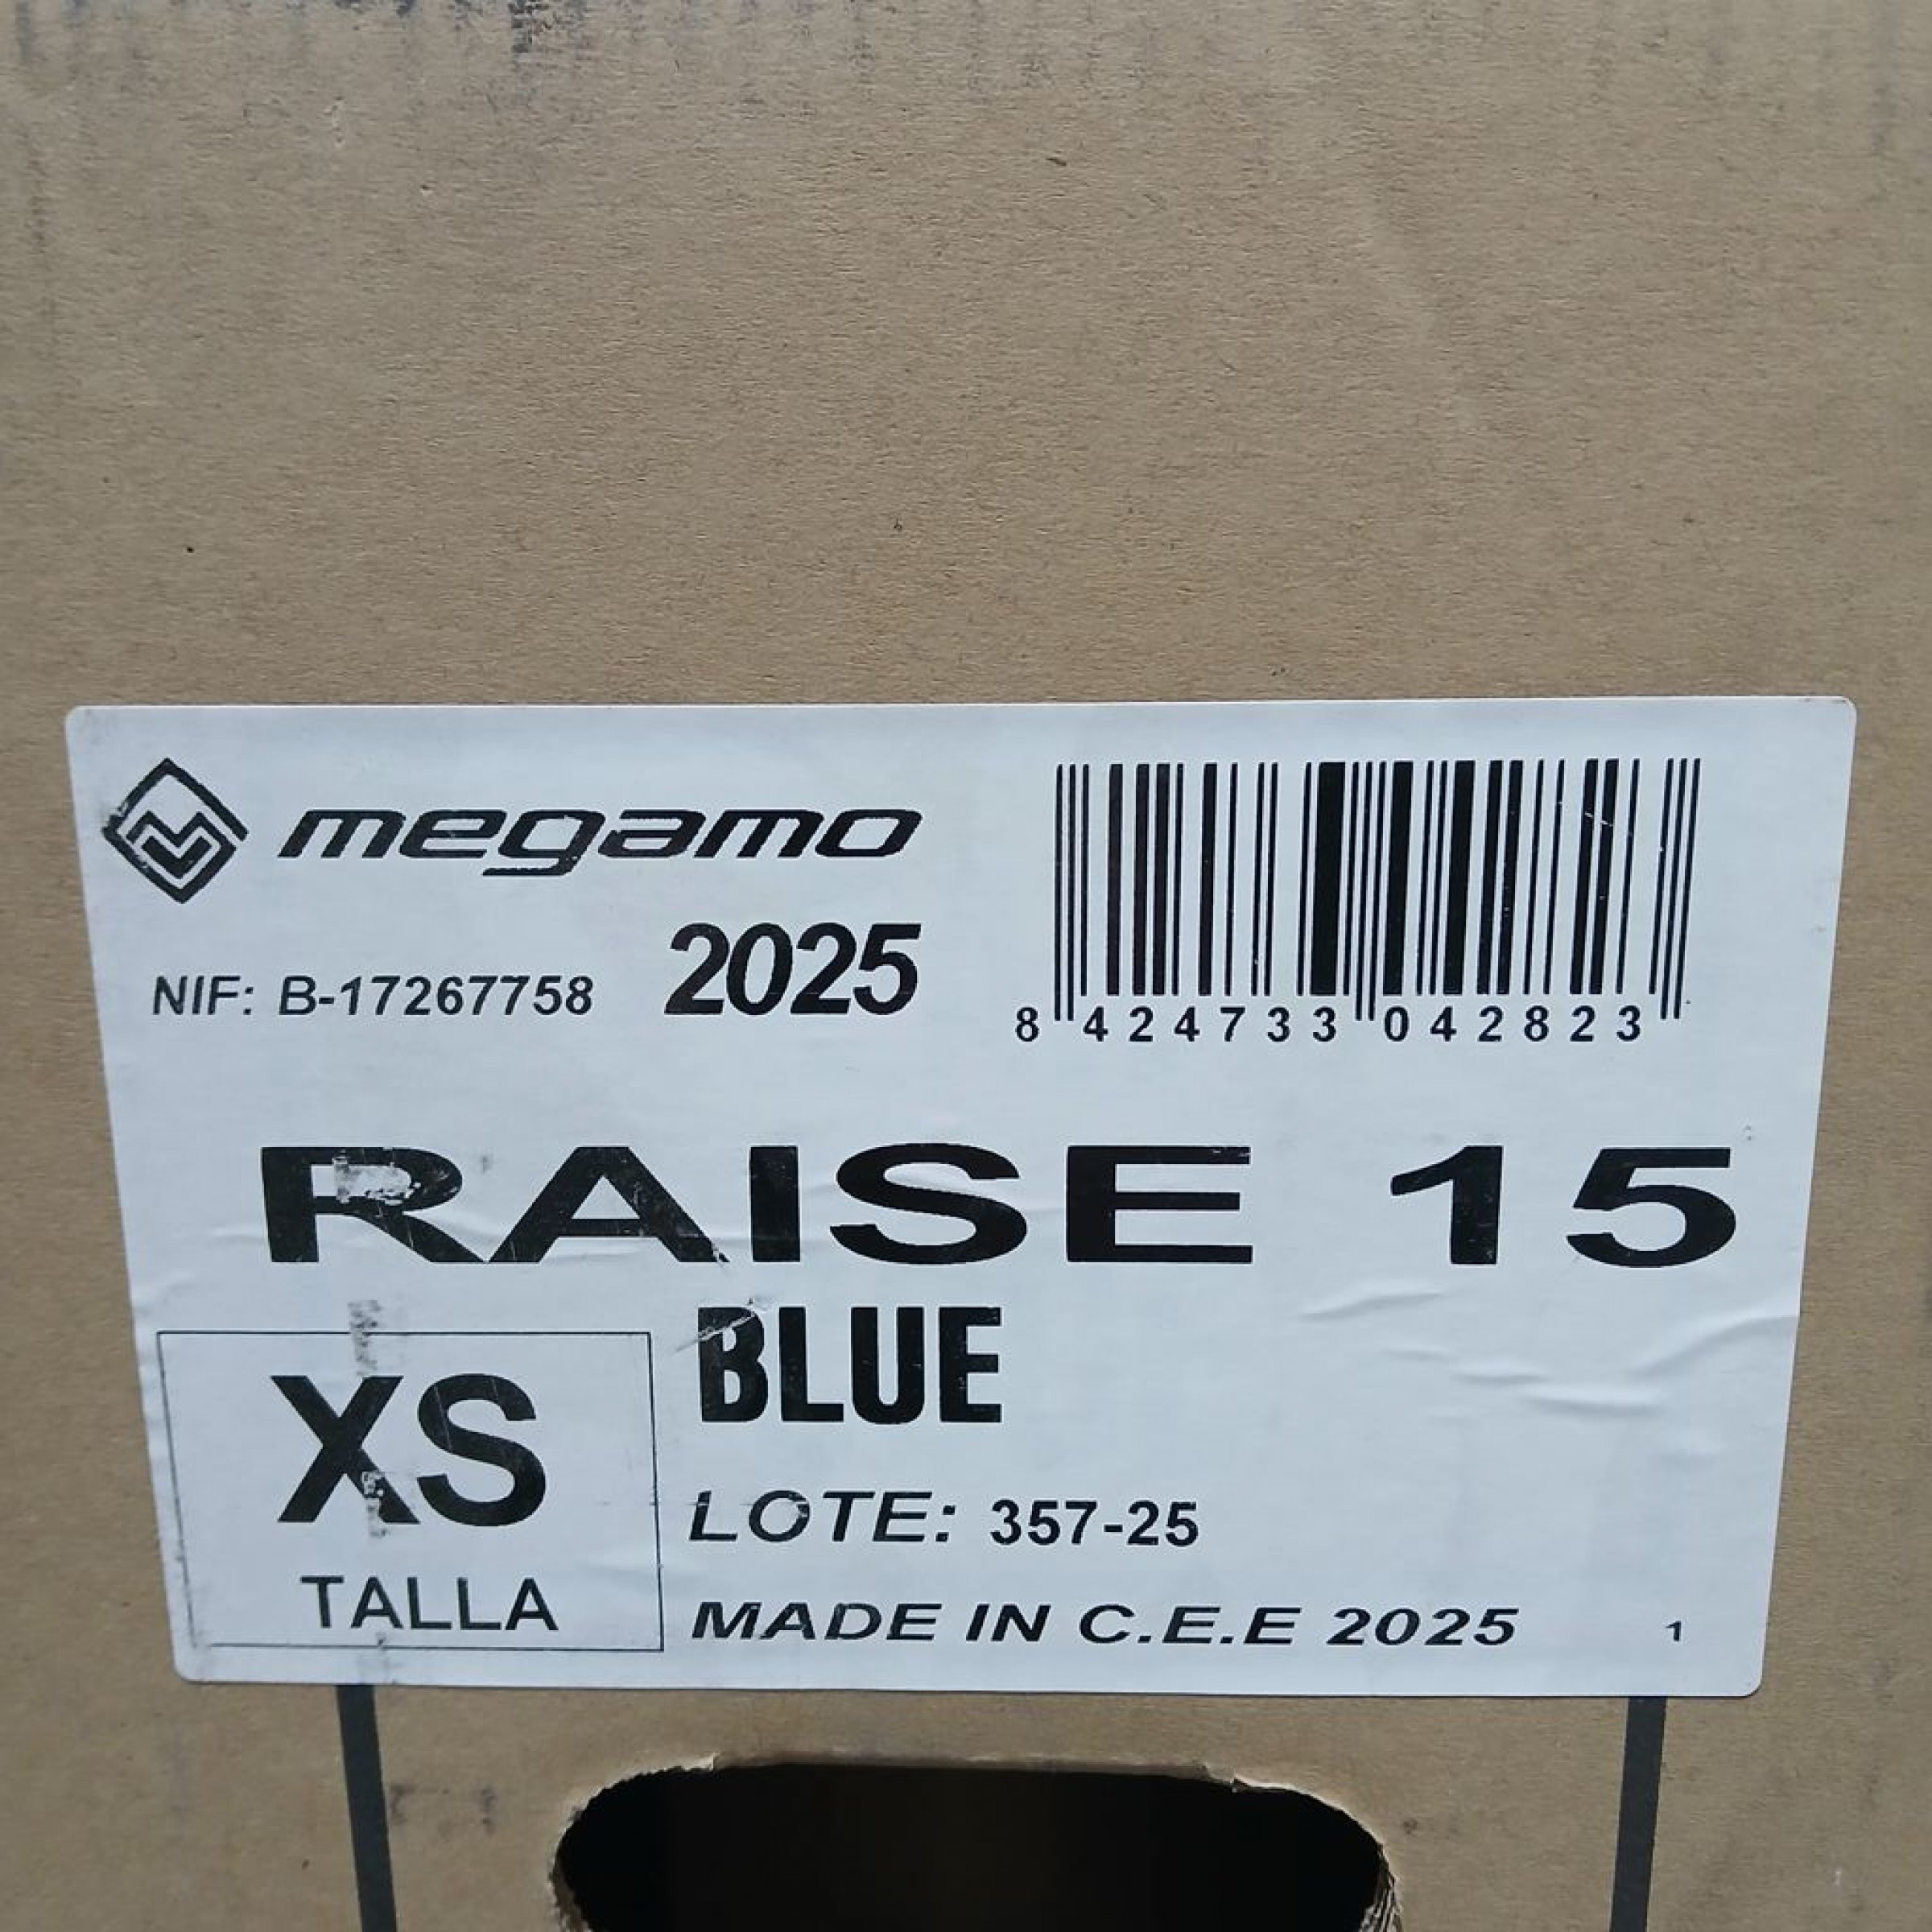 megamo
NIF: B-17267758 2025
8 424733 042823
RAISE 15
BLUE
XS
TALLA
LOTE: 357-25
MADE IN C.E.E 2025 1